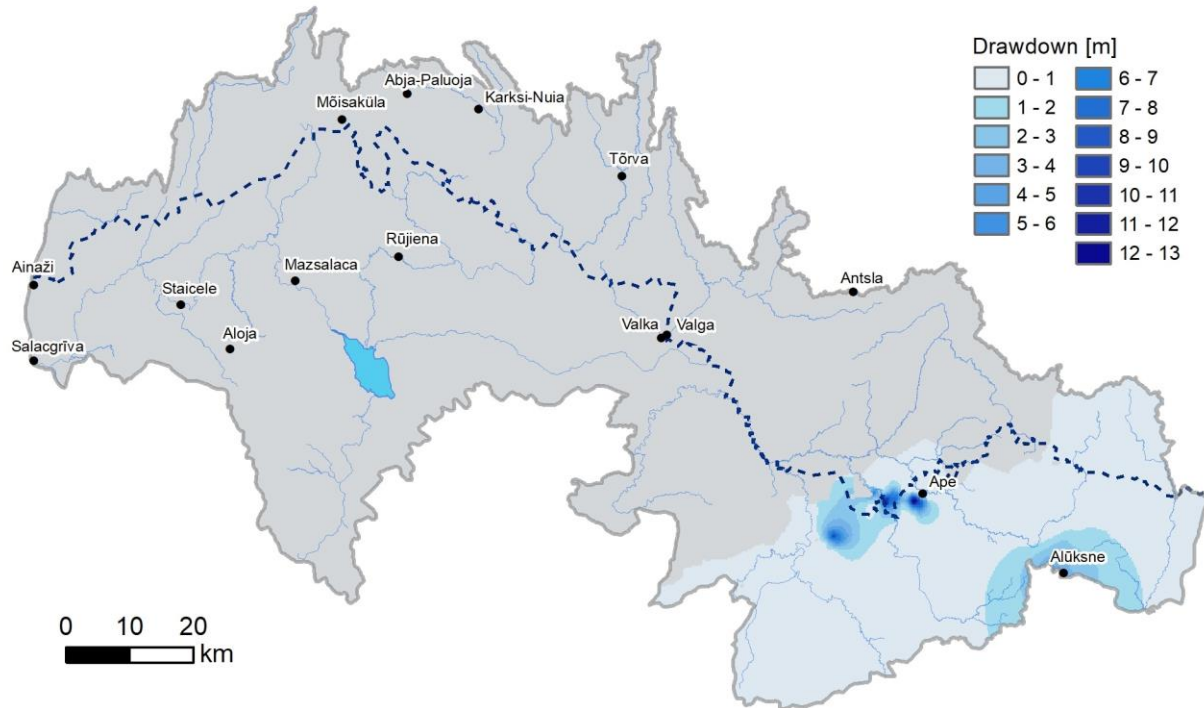 Drawdown [m]
0 - 1
1 - 2
2 - 3
3 - 4
4 - 5
5 - 6
6 - 7
7 - 8
8 - 9
9 - 10
10 - 11
11 - 12
12 - 13
Abja-Paluoja
Karksi-Nuia
Mõisaküla
Tõrva
Rūjiena
Ainaži
Mazsalaca
Staicele
Antsla
Salacgrīva
Aloja
Valka
Valga
Ape
Alūksne
0 10 20
km